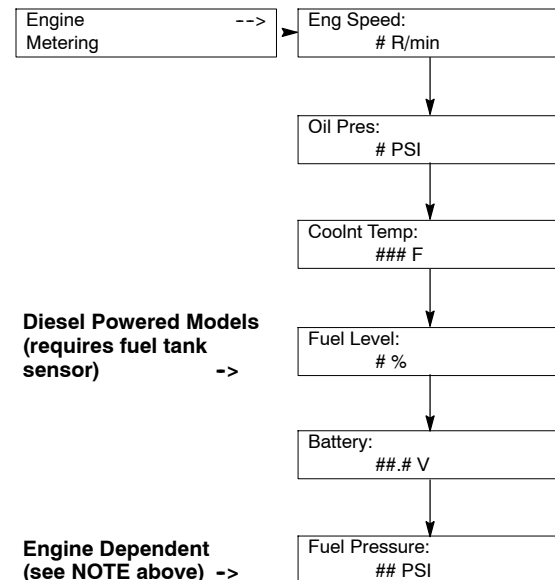 Engine -->
Metering
Eng Speed:
# R/min
Oil Pres:
# PSI
Coolnt Temp:
### F
Diesel Powered Models
(requires fuel tank
sensor) ->
Fuel Level:
# %
Battery:
##.# V
Engine Dependent
(see NOTE above) ->
Fuel Pressure:
## PSI